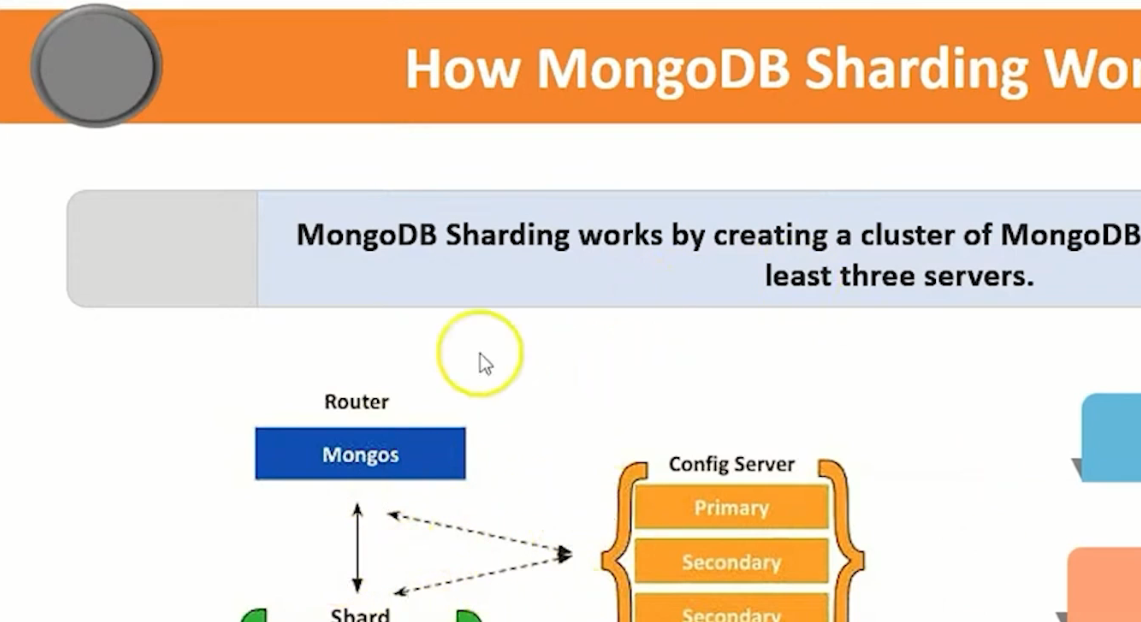 How MongoDB Sharding Wor
MongoDB Sharding works by creating a cluster of MongoDB
least three servers.
Router
Mongos
Config Server
Primary
Secondary
Secondary
Shard